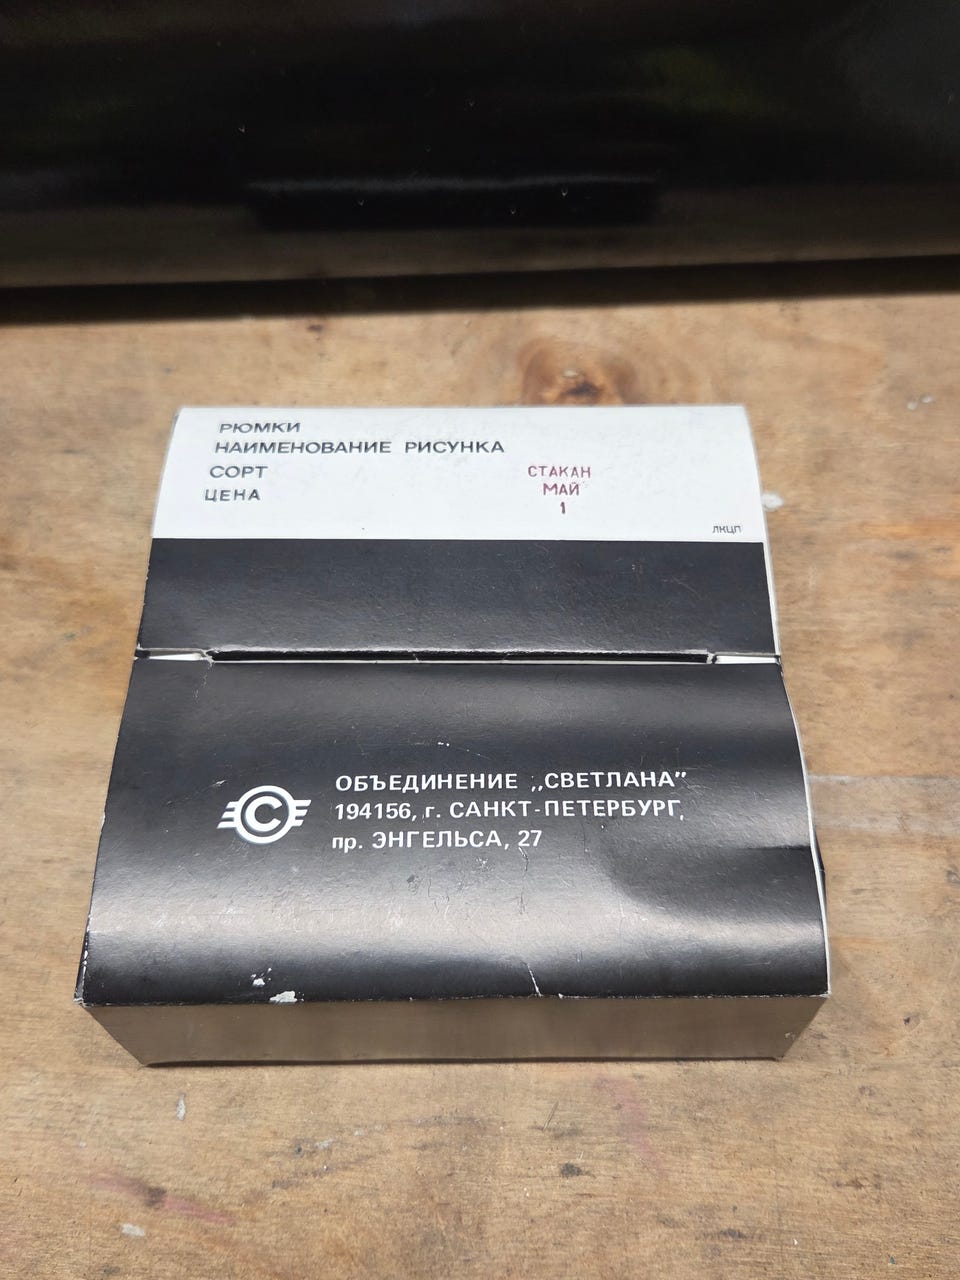 РЮМКИ
НАИМЕНОВАНИЕ РИСУНКА
СОРТ СТАКАН
ЦЕНА МАЙ
1
ЛКЦП
ОБЪЕДИНЕНИЕ „СВЕТЛАНА”
194156, г. САНКТ-ПЕТЕРБУРГ,
пр. ЭНГЕЛЬСА, 27